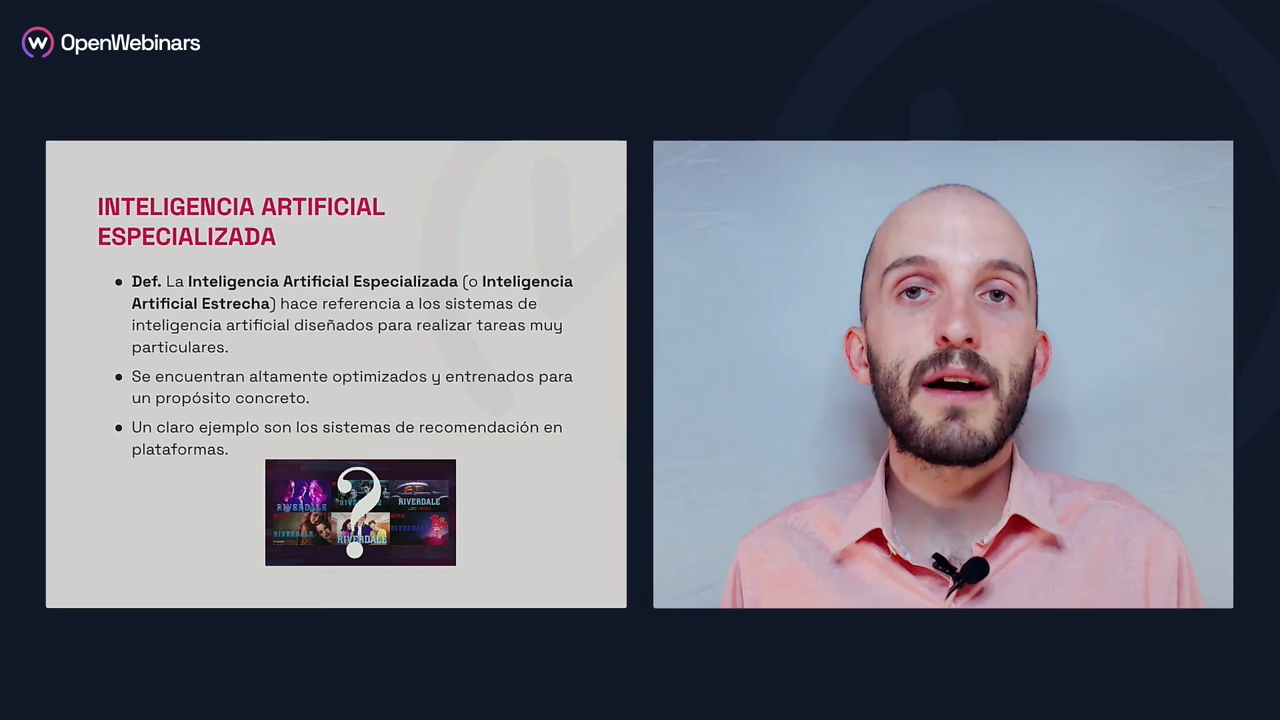 OpenWebinars
INTELIGENCIA ARTIFICIAL
ESPECIALIZADA
● Def. La Inteligencia Artificial Especializada (o Inteligencia
Artificial Estrecha) hace referencia a los sistemas de
inteligencia artificial diseñados para realizar tareas muy
particulares.
● Se encuentran altamente optimizados y entrenados para
un propósito concreto.
● Un claro ejemplo son los sistemas de recomendación en
plataformas.
?
RIVERDALE RIVERDALE RIVERDALE
RIVERDALE RIVERDALE RIVERDALE